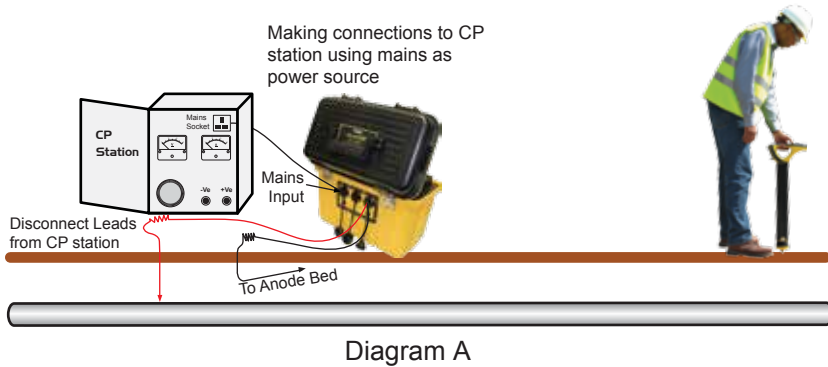 Making connections to CP
station using mains as
power source
Mains
Socket
CP
Station
-Ve +Ve
Mains
Input
Disconnect Leads
from CP station
To Anode Bed
Diagram A